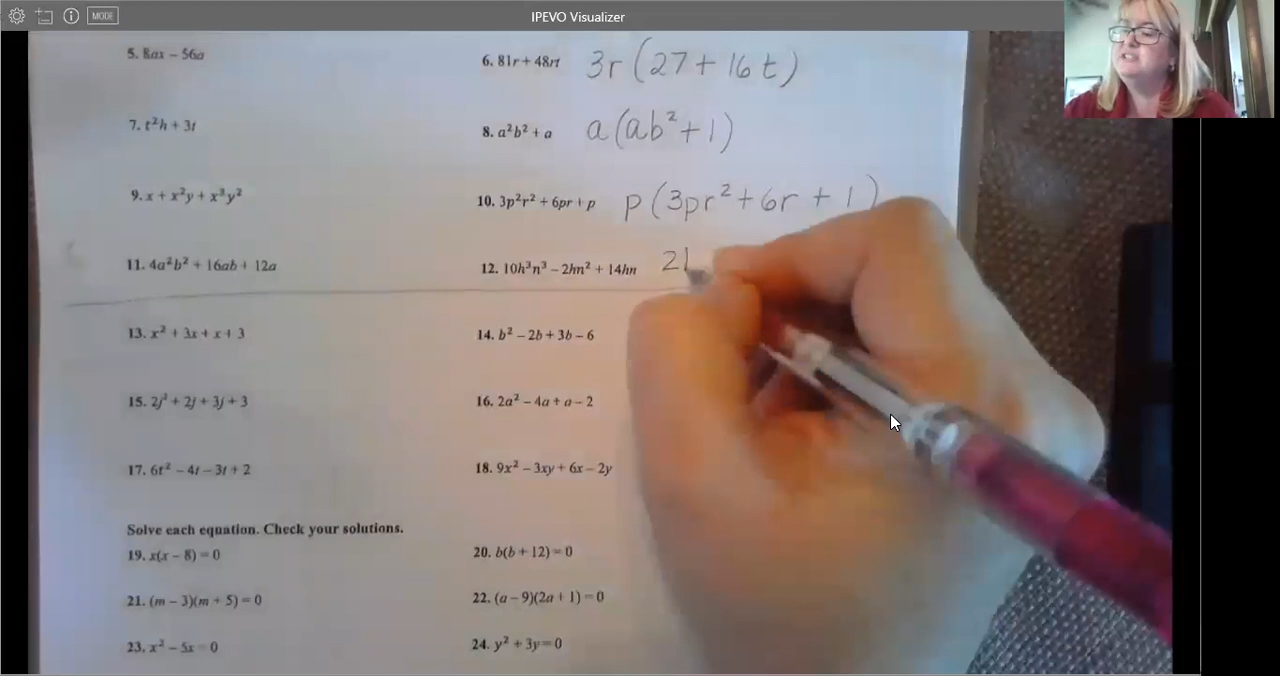 MODE
IPEVO Visualizer
5. 8ax – 56a
6. 81r + 48rt 3r(27 + 16t)
7. t²h + 3t
8. a²b² + a a(ab² + 1)
9. x + x²y + x³y²
10. 3p²r² + 6pr + p p(3pr² + 6r + 1)
11. 4a²b² + 16ab + 12a
12. 10h³n³ – 2hn² + 14hn 2h
13. x² + 3x + x + 3
14. b² – 2b + 3b – 6
15. 2j² + 2j + 3j + 3
16. 2a² – 4a + a – 2
17. 6t² – 4t – 3t + 2
18. 9x² – 3xy + 6x – 2y
Solve each equation. Check your solutions.
19. x(x – 8) = 0
20. b(b + 12) = 0
21. (m – 3)(m + 5) = 0
22. (a – 9)(2a + 1) = 0
23. x² – 5x = 0
24. y² + 3y = 0